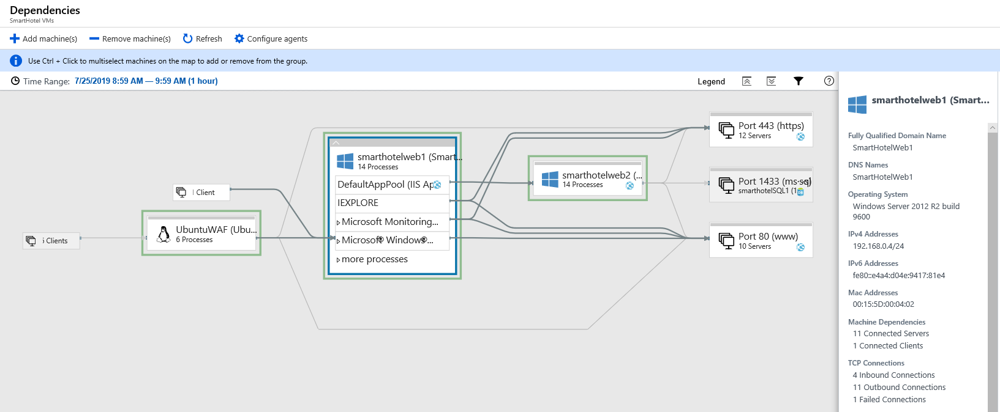 Dependencies
SmartHotel VMs
Add machine(s)
Remove machine(s)
Refresh
Configure agents
Use Ctrl + Click to multiselect machines on the map to add or remove from the group.
Time Range: 7/25/2019 8:59 AM — 9:59 AM (1 hour)
Legend
Clients
Client
UbuntuWAF (Ubu...
6 Processes
smarthotelweb1 (Smart...
14 Processes
DefaultAppPool (IIS Ap
IEXPLORE
Microsoft Monitoring...
Microsoft® Windows®...
more processes
smarthotelweb2 (...
14 Processes
Port 443 (https)
12 Servers
Port 1433 (ms-sql)
smarthotelSQL1 (1
DB
Port 80 (www)
10 Servers
smarthotelweb1 (Smart...
Fully Qualified Domain Name
SmartHotelWeb1
DNS Names
SmartHotelWeb1
Operating System
Windows Server 2012 R2 build
9600
IPv4 Addresses
192.168.0.4/24
IPv6 Addresses
fe80::e4a4:d04e:9417:81e4
Mac Addresses
00:15:5D:00:04:02
Machine Dependencies
11 Connected Servers
1 Connected Clients
TCP Connections
4 Inbound Connections
11 Outbound Connections
1 Failed Connections